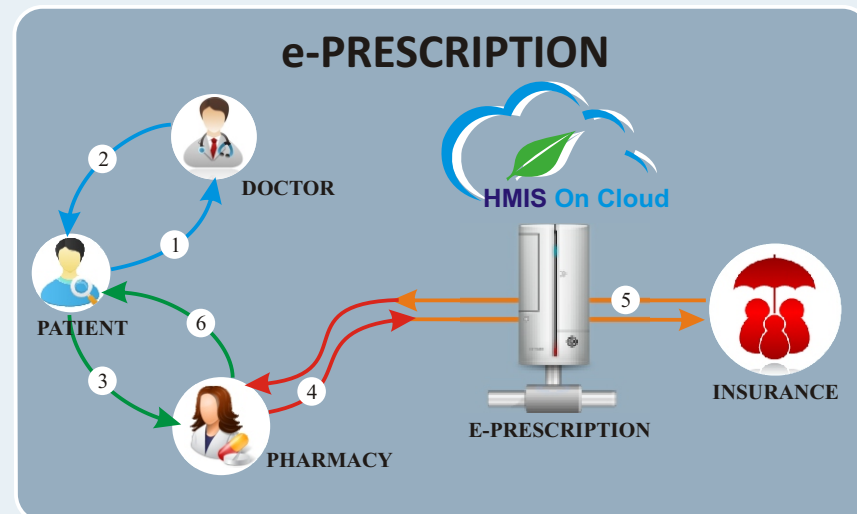 e-PRESCRIPTION
2
DOCTOR
HMIS On Cloud
1
PATIENT
6
5
3
4
INSURANCE
E-PRESCRIPTION
PHARMACY